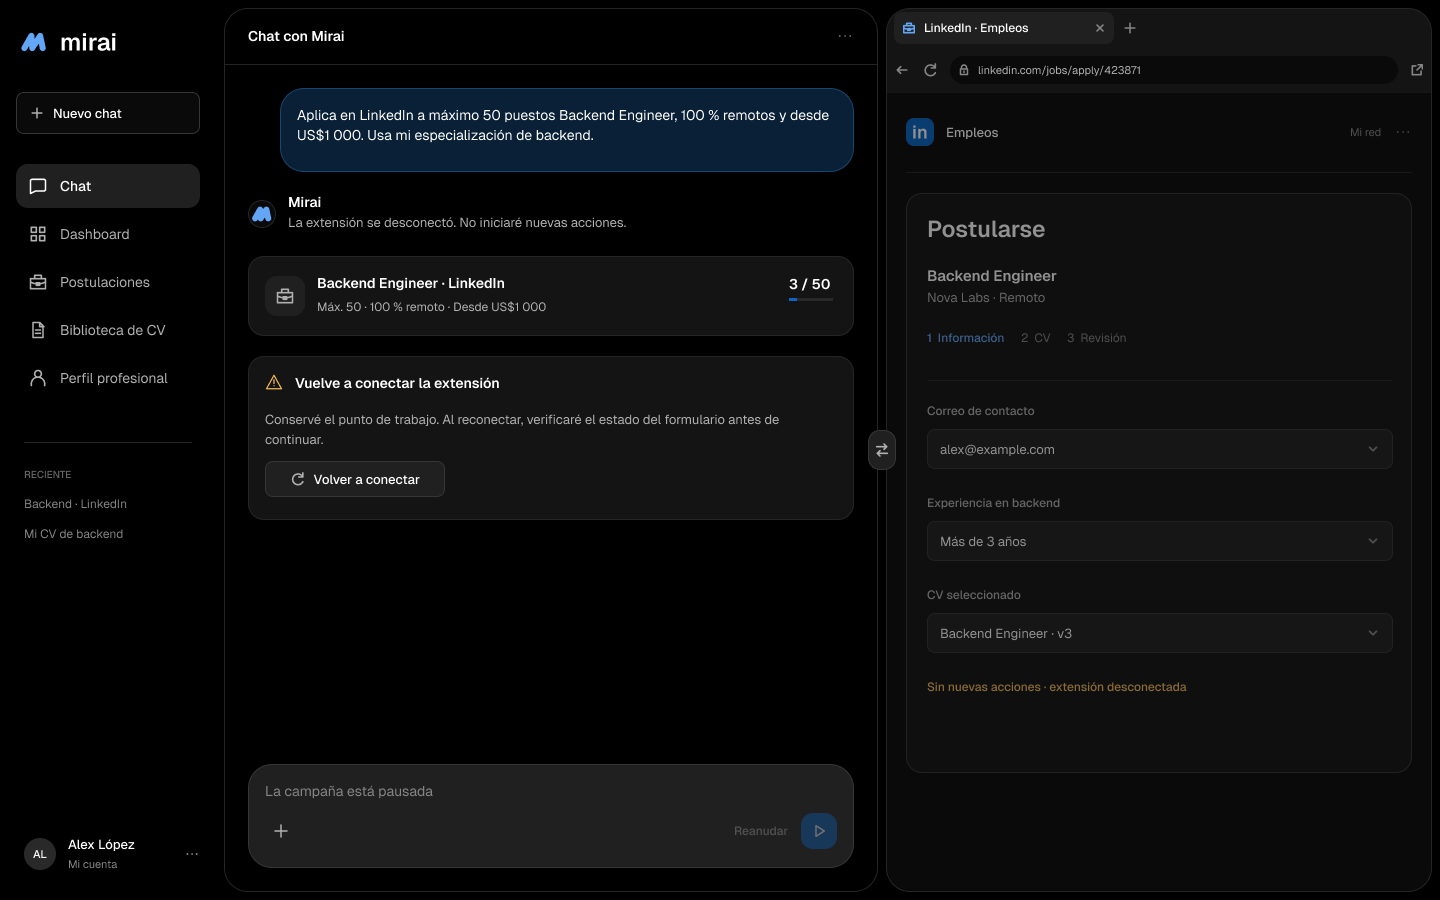 mirai
Nuevo chat
Chat
Dashboard
Postulaciones
Biblioteca de CV
Perfil profesional
RECIENTE
Backend · LinkedIn
Mi CV de backend
AL
Alex López
Mi cuenta
Chat con Mirai
Aplica en LinkedIn a máximo 50 puestos Backend Engineer, 100 % remotos y desde
US$1 000. Usa mi especialización de backend.
Mirai
La extensión se desconectó. No iniciaré nuevas acciones.
Backend Engineer · LinkedIn
Máx. 50 · 100 % remoto · Desde US$1 000
3 / 50
Vuelve a conectar la extensión
Conservé el punto de trabajo. Al reconectar, verificaré el estado del formulario antes de
continuar.
Volver a conectar
La campaña está pausada
Reanudar
LinkedIn · Empleos
linkedin.com/jobs/apply/423871
in
Empleos
Mi red
Postularse
Backend Engineer
Nova Labs · Remoto
1 Información 2 CV 3 Revisión
Correo de contacto
alex@example.com
Experiencia en backend
Más de 3 años
CV seleccionado
Backend Engineer · v3
Sin nuevas acciones · extensión desconectada